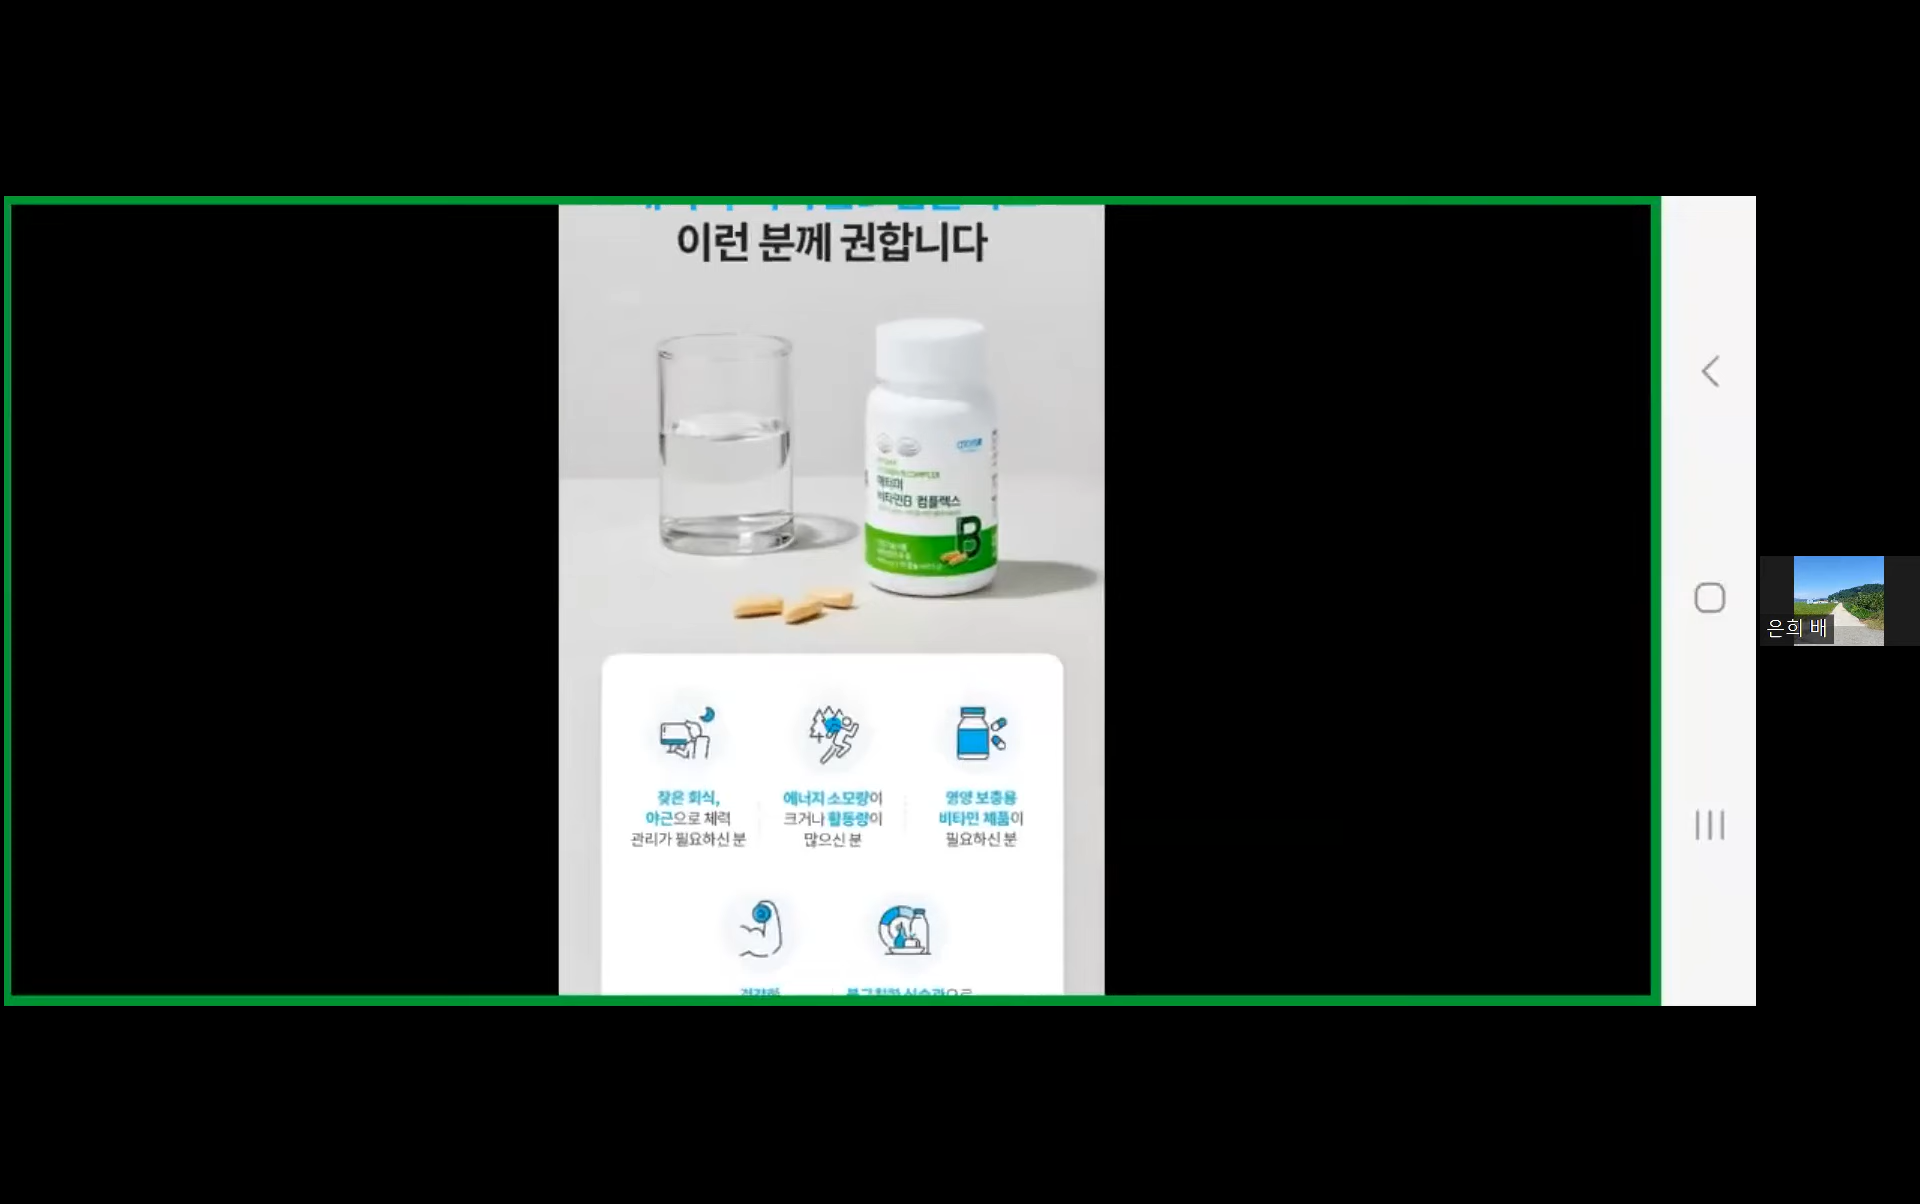 이런 분께 권합니다
애터미
비타민B 컴플렉스
B
잦은 회식,
야근으로 체력
관리가 필요하신 분
에너지 소모량이
크거나 활동량이
많으신 분
영양 보충용
비타민 제품이
필요하신 분
은희 배